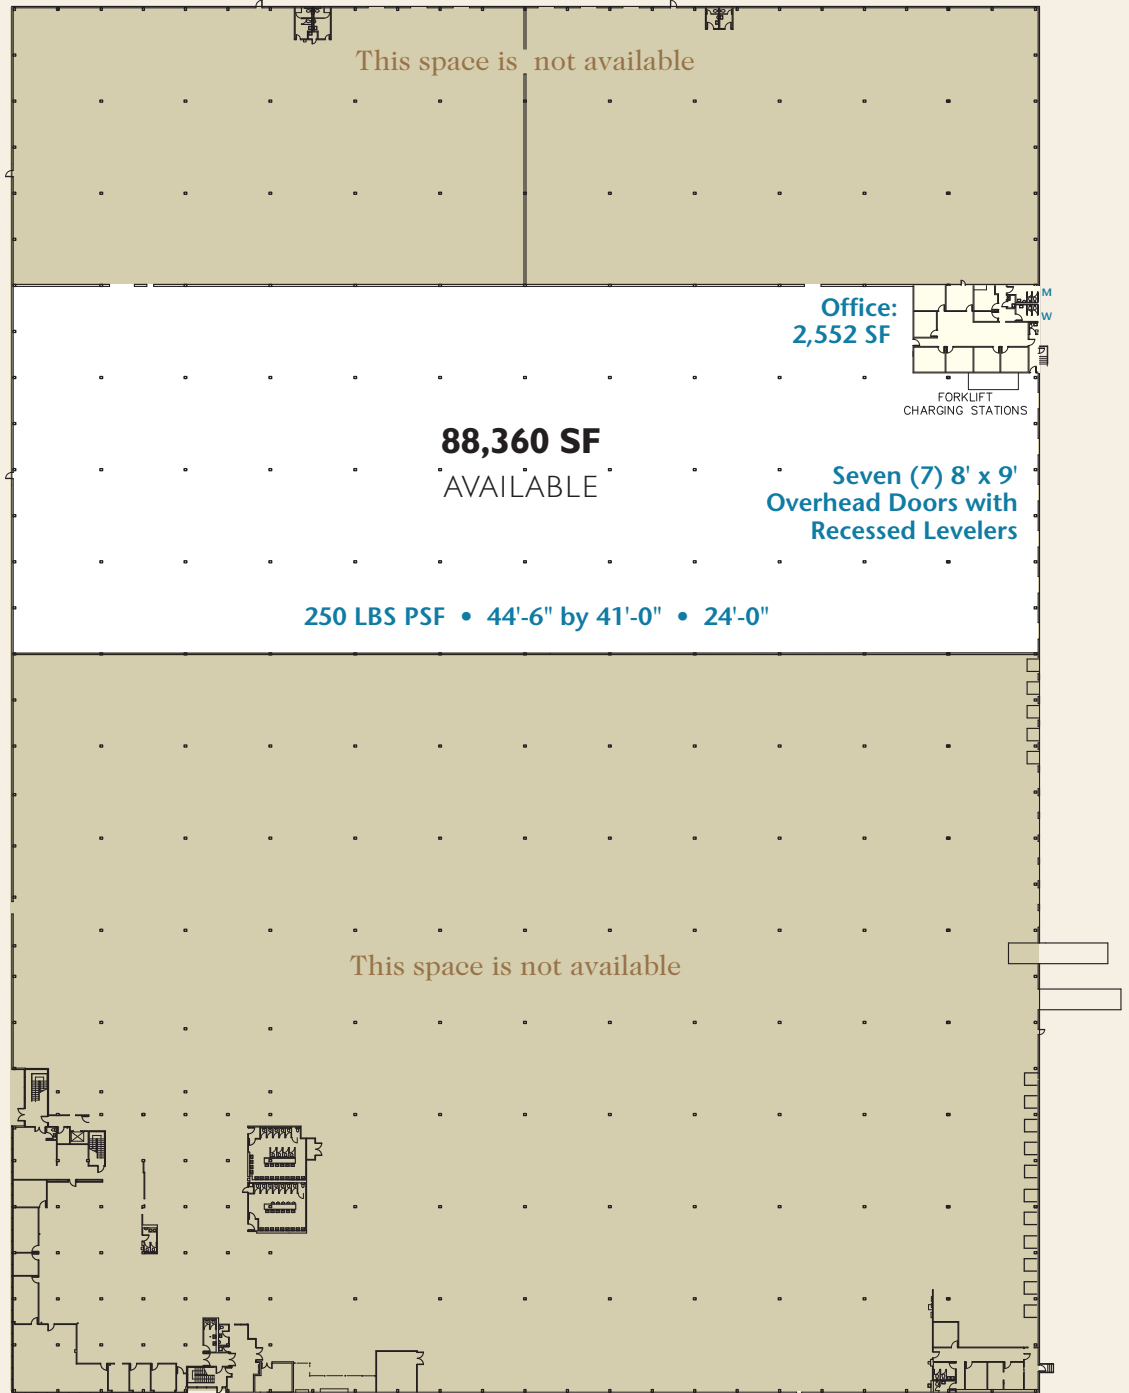 This space is not available
M
Office:
W
2,552 SF
FORKLIFT
CHARGING STATIONS
88,360 SF
AVAILABLE
Seven (7) 8' x 9'
Overhead Doors with
Recessed Levelers
250 LBS PSF • 44'-6" by 41'-0" • 24'-0"
This space is not available